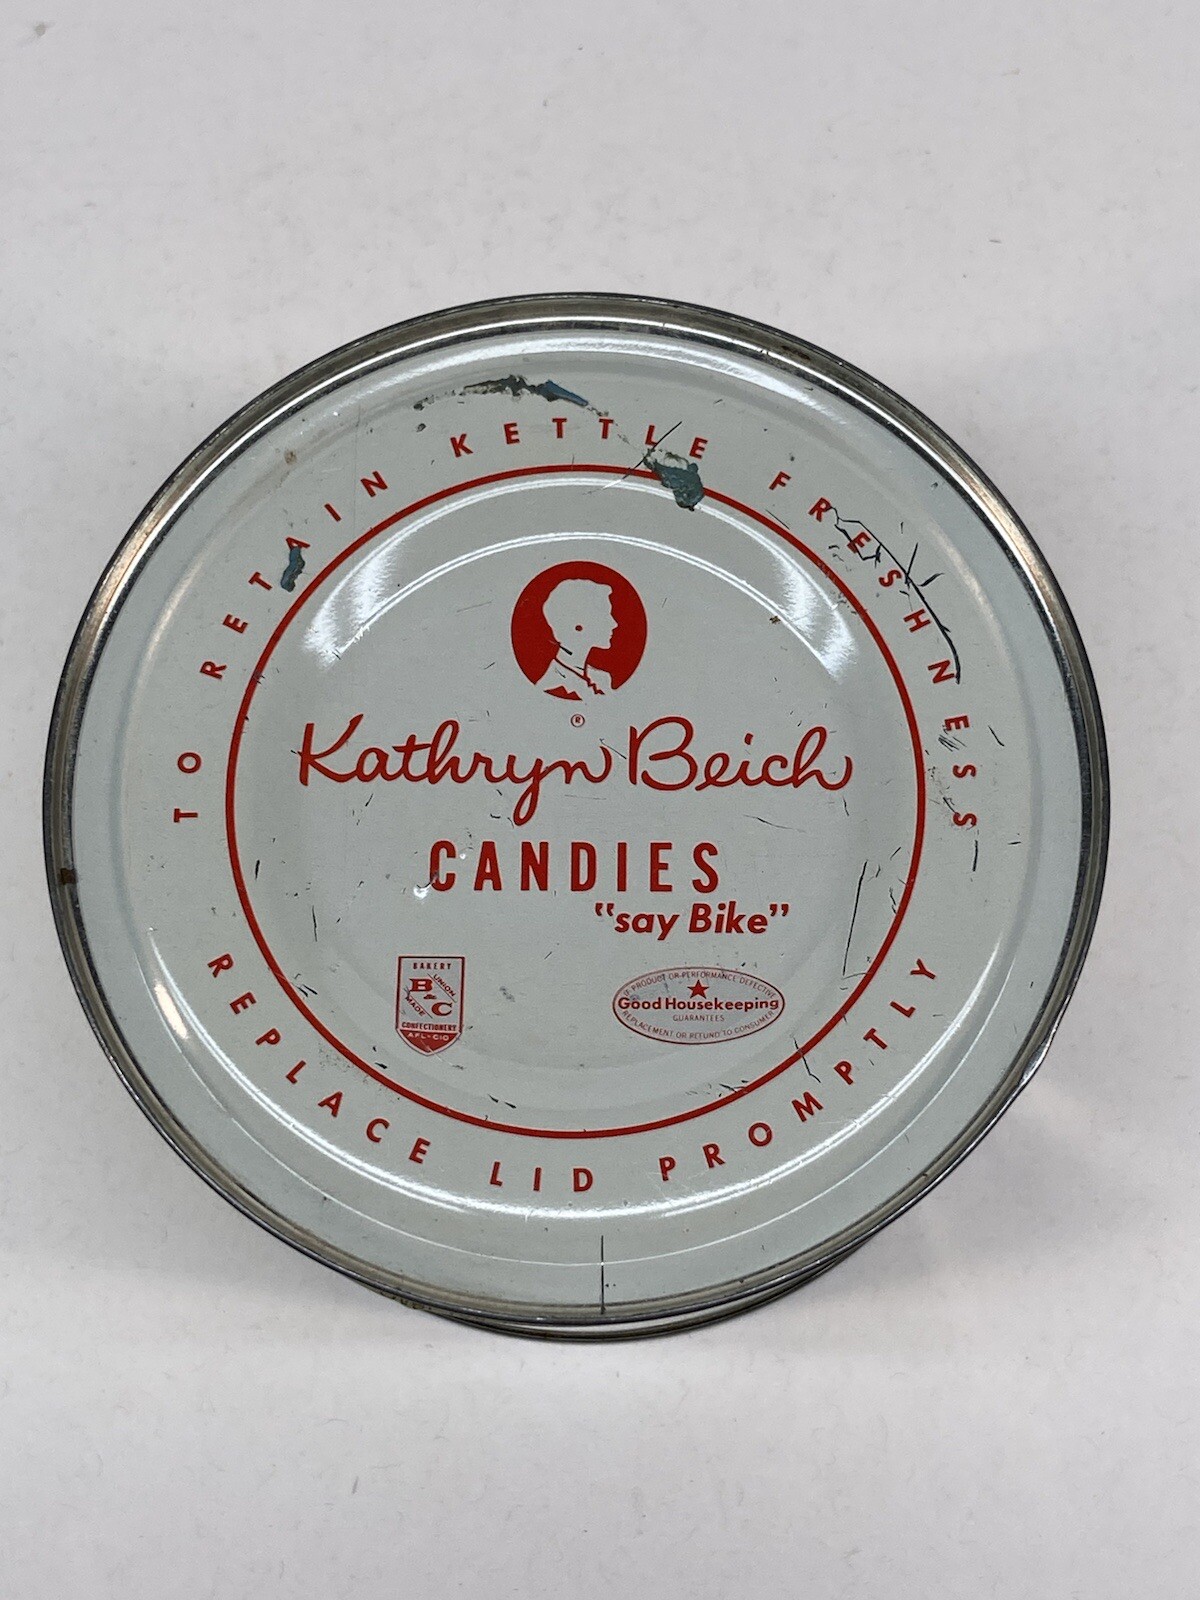 TO RETAIN KETTLE FRESHNESS
®
Kathryn Beich
CANDIES
"say Bike"
BAKERY
B & C
UNION
MADE
CONFECTIONERY
AFL-CIO
IF PRODUCT OR PERFORMANCE DEFECTIVE
Good Housekeeping
GUARANTEES
REPLACEMENT OR REFUND TO CONSUMER
REPLACE LID PROMPTLY